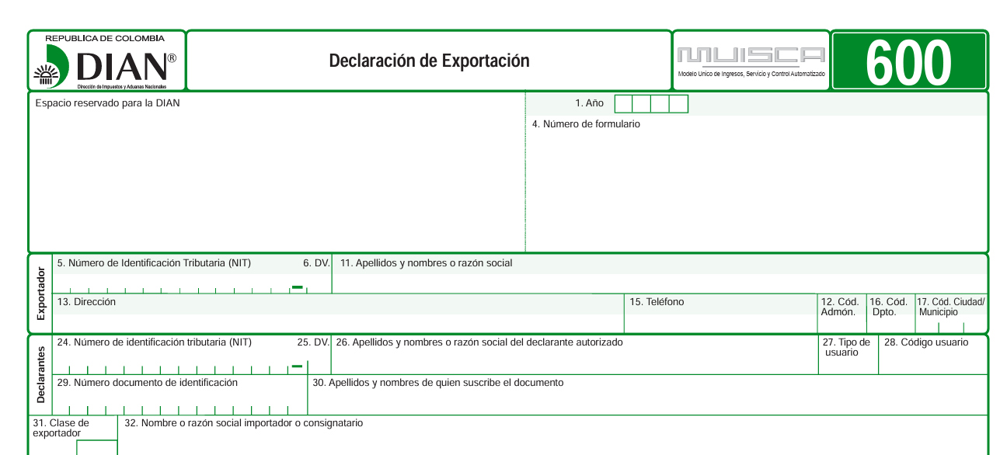 REPUBLICA DE COLOMBIA
DIAN®
Dirección de Impuestos y Aduanas Nacionales
Declaración de Exportación
MUISCA
Modelo Unico de Ingresos, Servicio y Control Automatizado
600
Espacio reservado para la DIAN
1. Año
4. Número de formulario
Exportador
5. Número de Identificación Tributaria (NIT)
6. DV.
11. Apellidos y nombres o razón social
13. Dirección
15. Teléfono
12. Cód.
Admón.
16. Cód.
Dpto.
17. Cód. Ciudad/
Municipio
Declarantes
24. Número de identificación tributaria (NIT)
25. DV.
26. Apellidos y nombres o razón social del declarante autorizado
27. Tipo de
usuario
28. Código usuario
29. Número documento de identificación
30. Apellidos y nombres de quien suscribe el documento
31. Clase de
exportador
32. Nombre o razón social importador o consignatario